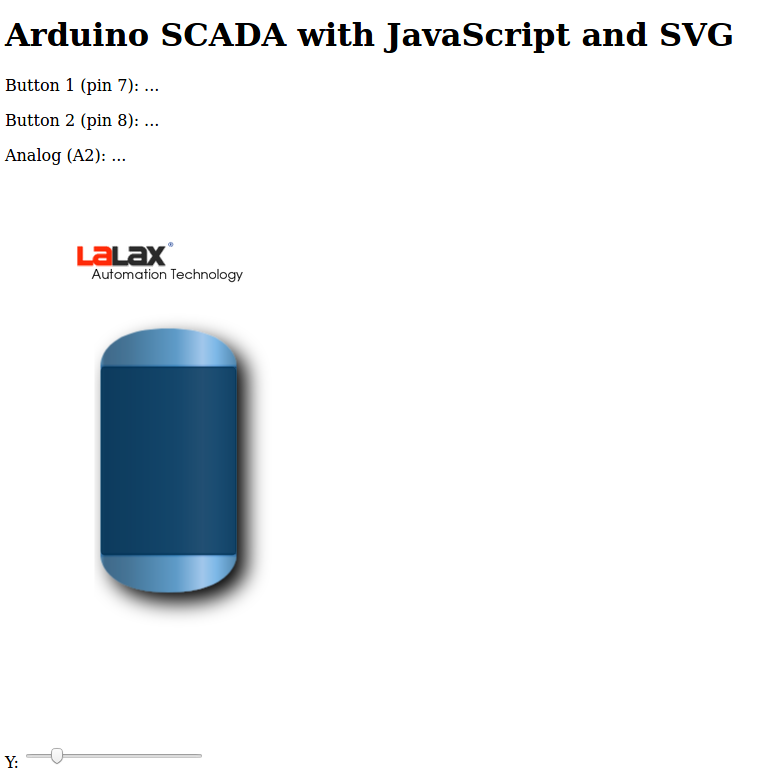 Arduino SCADA with JavaScript and SVG
Button 1 (pin 7): ...
Button 2 (pin 8): ...
Analog (A2): ...
LaLax®
Automation Technology
Y: